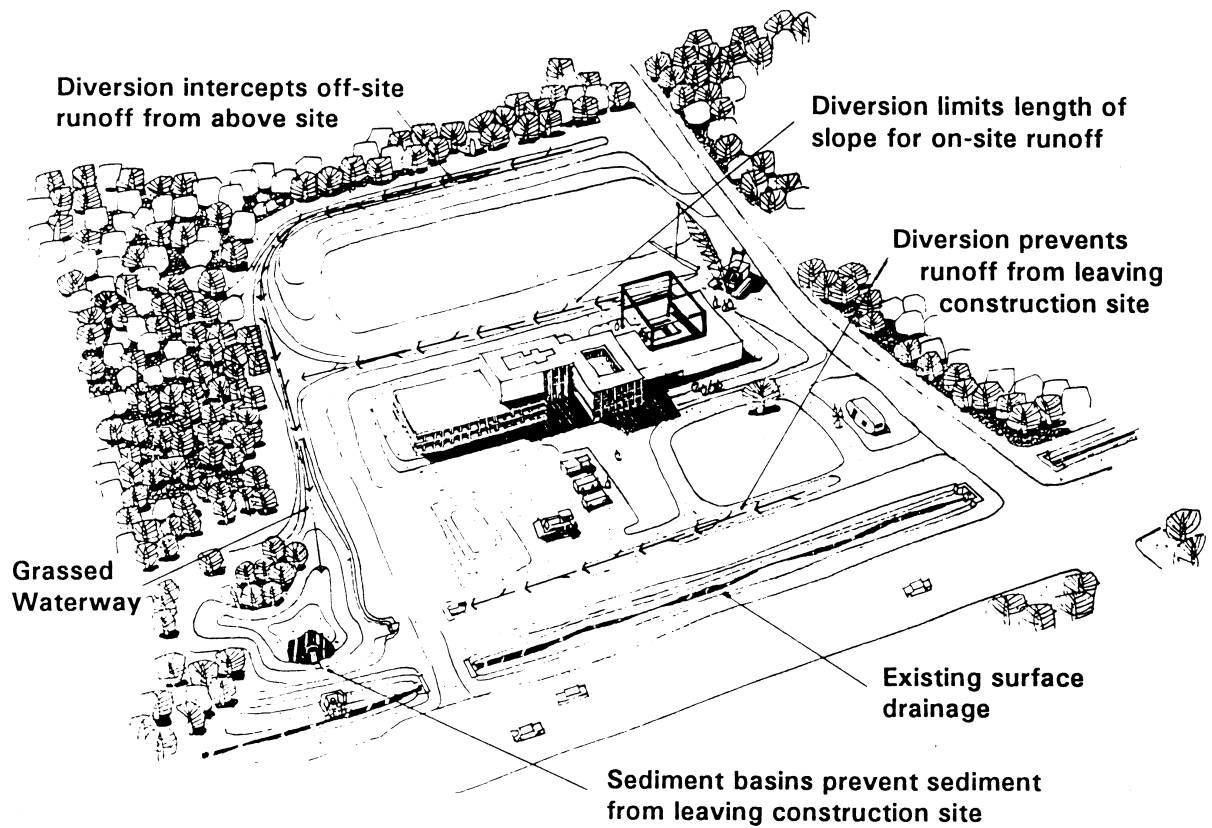 Diversion intercepts off-site
runoff from above site
Diversion limits length of
slope for on-site runoff
Diversion prevents
runoff from leaving
construction site
Grassed
Waterway
Existing surface
drainage
Sediment basins prevent sediment
from leaving construction site